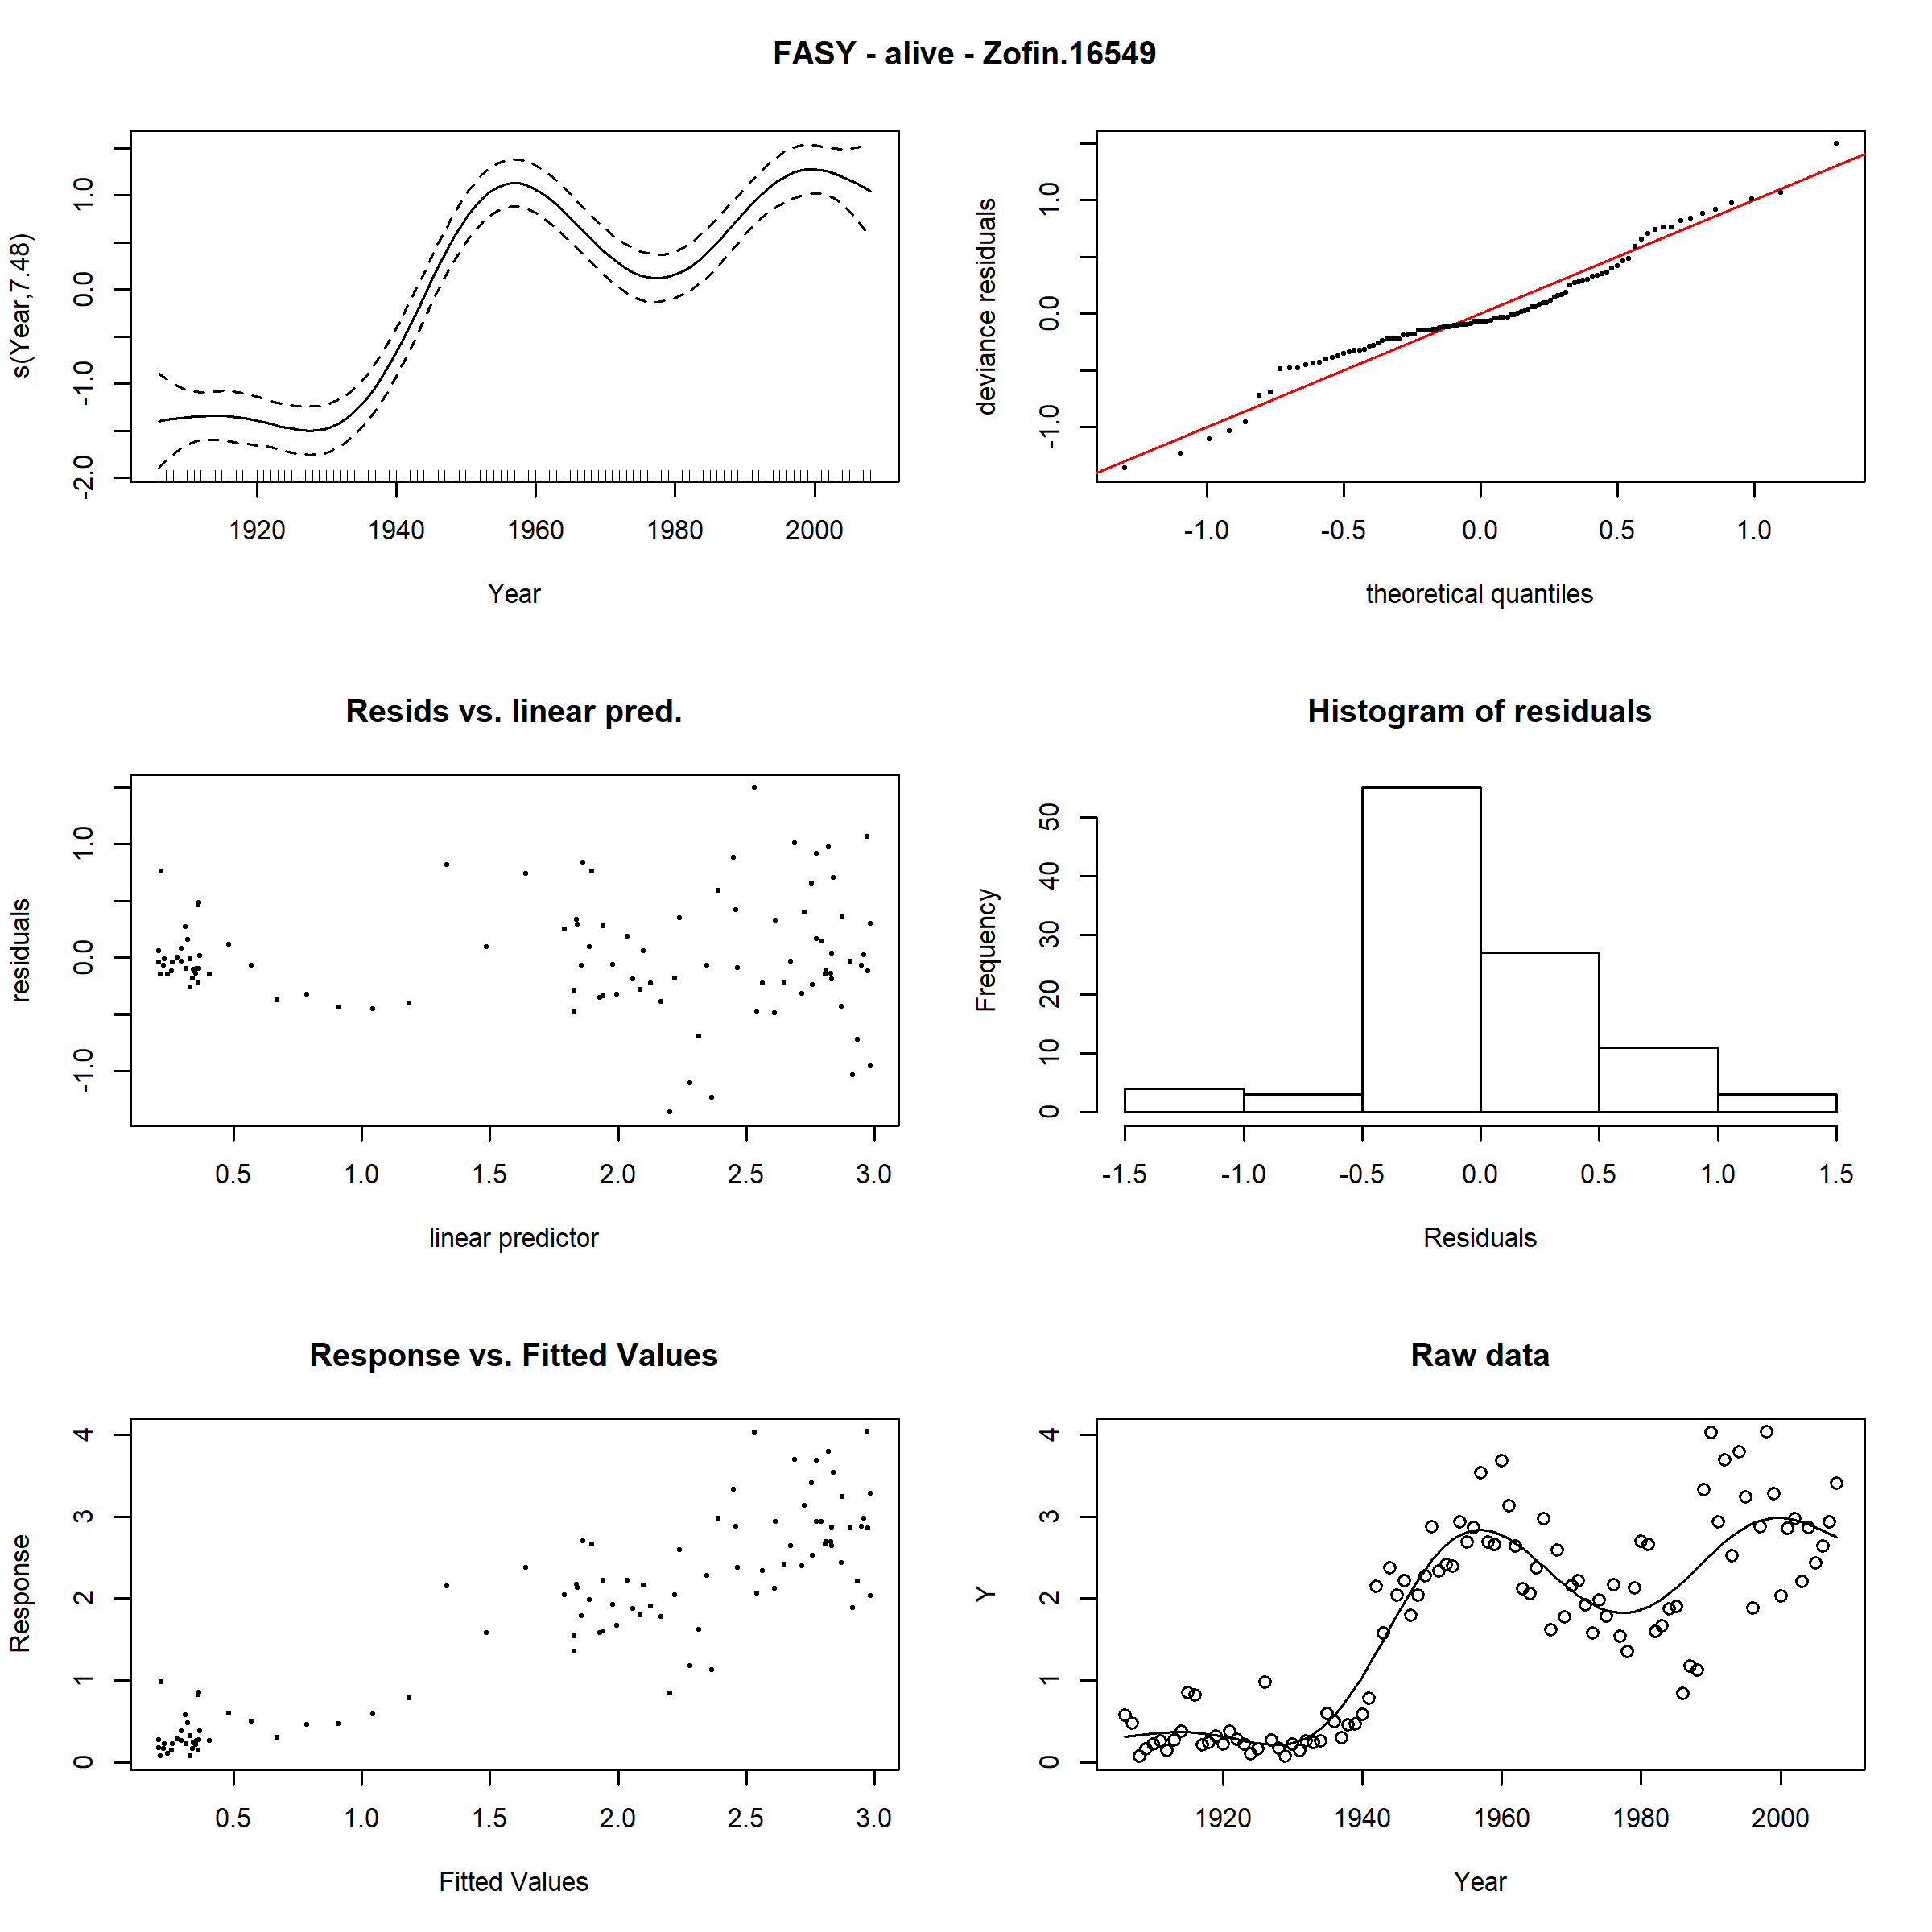 FASY - alive - Zofin.16549
s(Year,7.48)
-2.0 -1.0 0.0 1.0
1920 1940 1960 1980 2000
Year
deviance residuals
-1.0 0.0 1.0
-1.0 -0.5 0.0 0.5 1.0
theoretical quantiles
Resids vs. linear pred.
residuals
-1.0 0.0 1.0
0.5 1.0 1.5 2.0 2.5 3.0
linear predictor
Histogram of residuals
Frequency
0 10 20 30 40 50
-1.5 -1.0 -0.5 0.0 0.5 1.0 1.5
Residuals
Response vs. Fitted Values
Response
0 1 2 3 4
0.5 1.0 1.5 2.0 2.5 3.0
Fitted Values
Raw data
Y
0 1 2 3 4
1920 1940 1960 1980 2000
Year